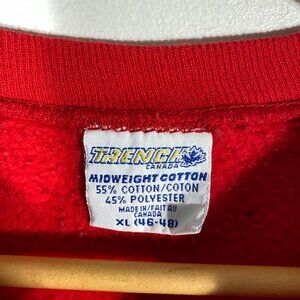 TRENCH
CANADA
MIDWEIGHT COTTON
55% COTTON/COTON
45% POLYESTER
MADE IN/FAIT AU
CANADA
XL (46-48)